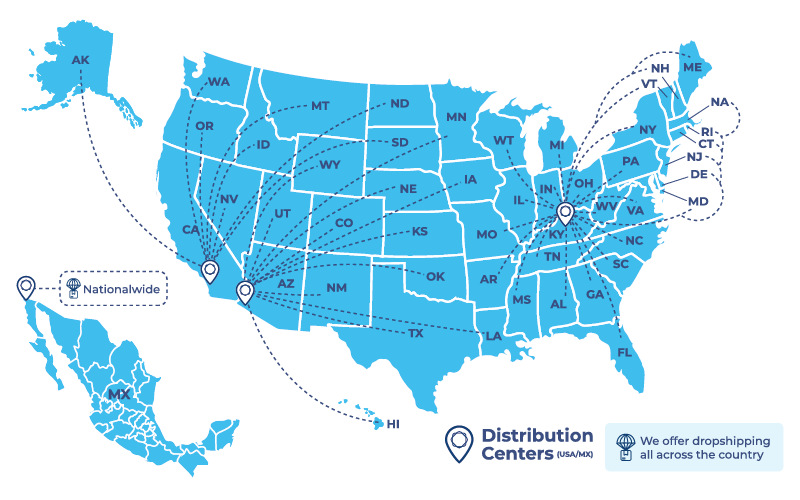 AK
WA
MT
ND
MN
OR
ID
SD
WY
WT
MI
NH
ME
VT
NA
NY
RI
CT
PA
NJ
DE
MD
NV
UT
CO
NE
IA
IL
IN
OH
WV
VA
CA
KS
MO
KY
NC
AZ
NM
OK
AR
TN
SC
TX
LA
MS
AL
GA
FL
Nationalwide
MX
HI
Distribution
Centers (USA/MX)
We offer dropshipping
all across the country